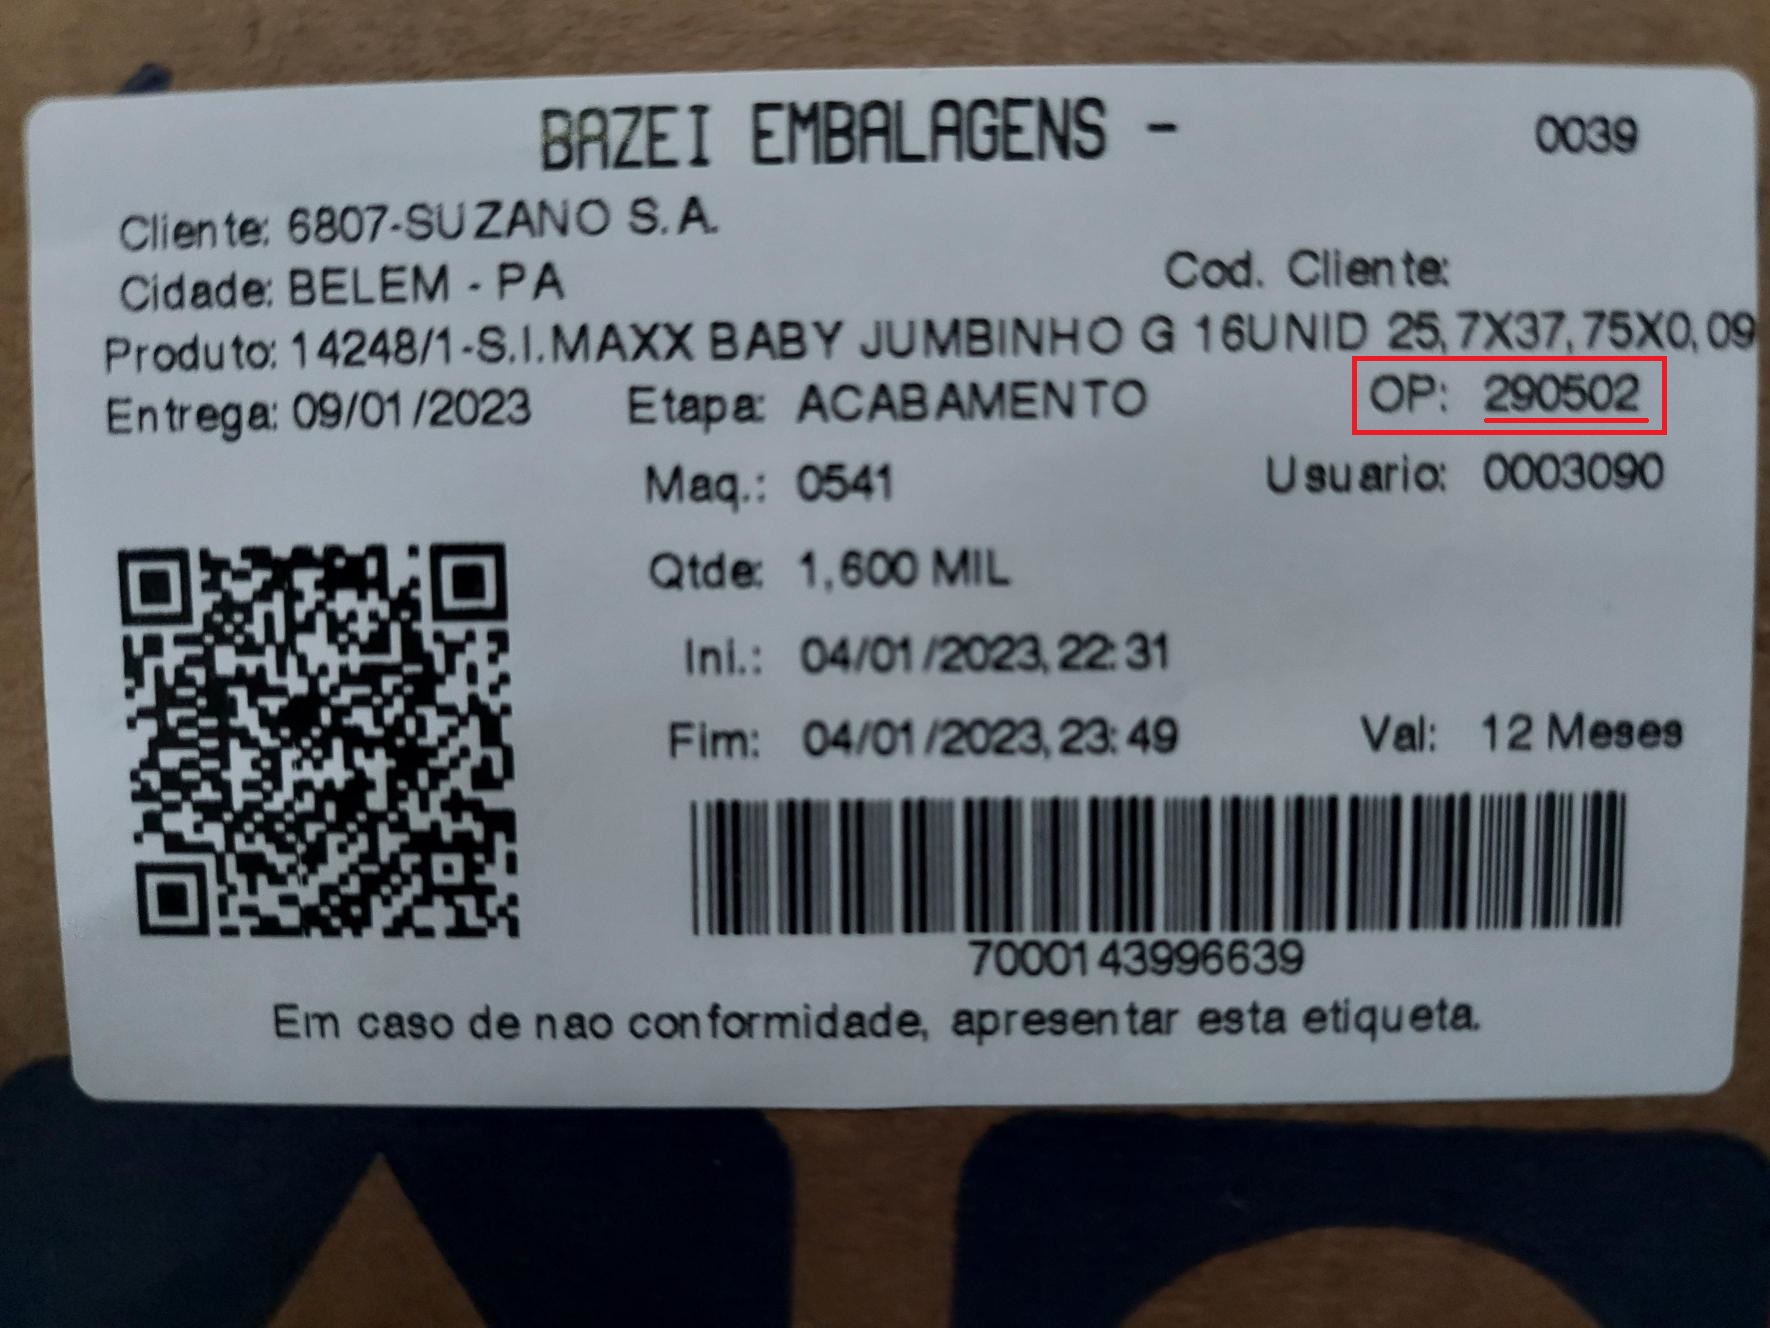 BAZEI EMBALAGENS - 0039
Cliente: 6807-SUZANO S.A.
Cidade: BELEM - PA Cod. Cliente:
Produto: 14248/1-S.I.MAXX BABY JUMBINHO G 16UNID 25,7X37,75X0,09
Entrega: 09/01/2023 Etapa: ACABAMENTO OP: 290502
Maq.: 0541 Usuario: 0003090
Qtde: 1,600 MIL
Ini.: 04/01/2023,22:31
Fim: 04/01/2023,23:49 Val: 12 Meses
7000143996639
Em caso de nao conformidade, apresentar esta etiqueta.